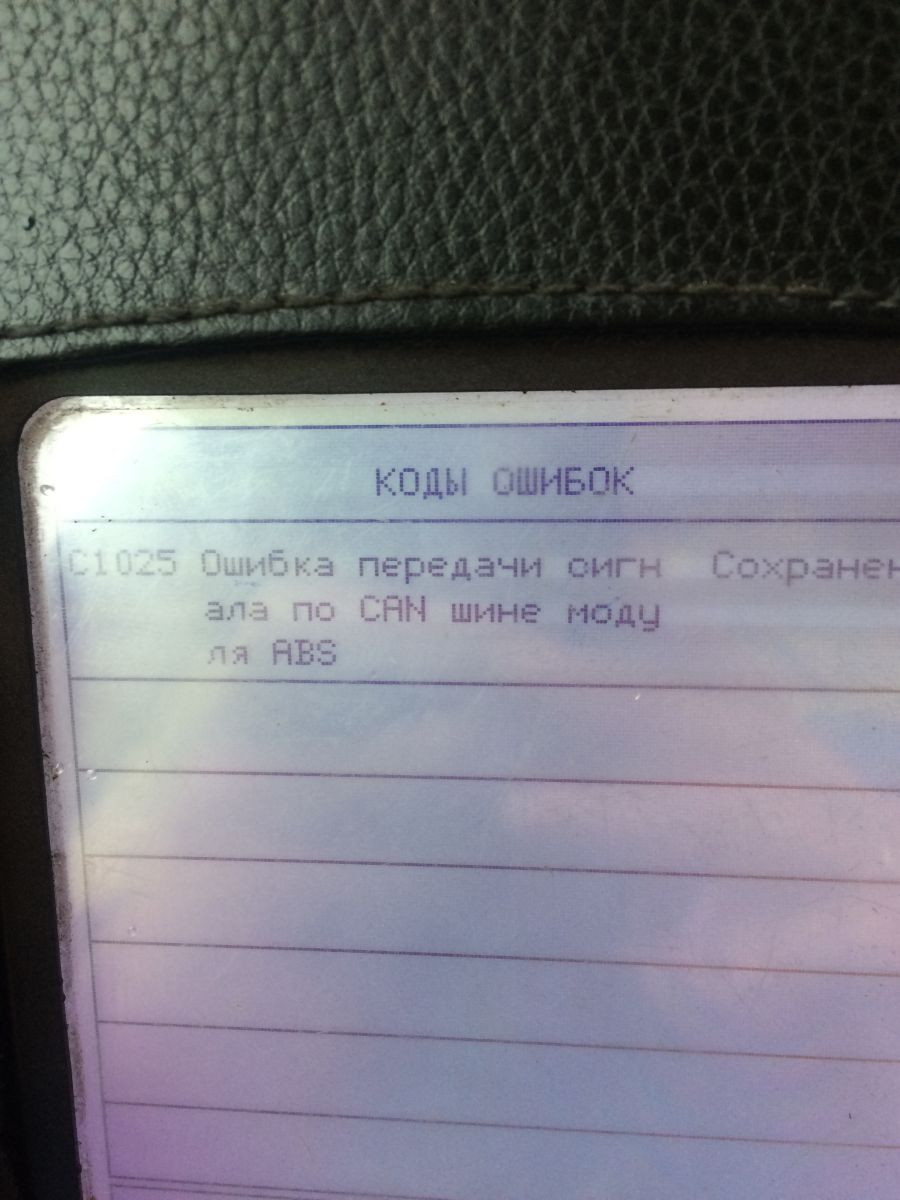 КОДЫ ОШИБОК
C1025 Ошибка передачи сигн Сохранен
ала по CAN шине моду
ля ABS